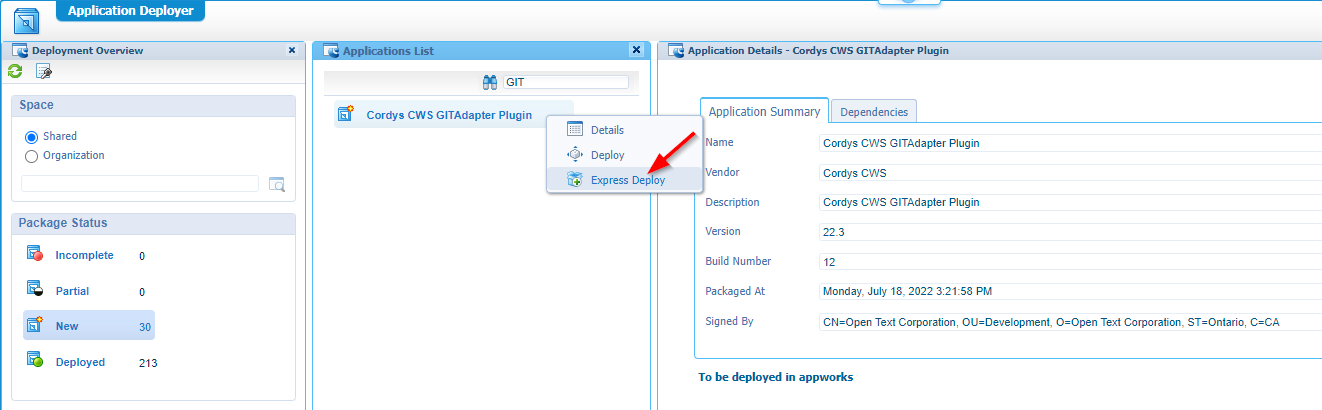 Application Deployer
Deployment Overview
Space
Shared
Organization
Package Status
Incomplete 0
Partial 0
New 30
Deployed 213
Applications List
GIT
Cordys CWS GITAdapter Plugin
Details
Deploy
Express Deploy
Application Details - Cordys CWS GITAdapter Plugin
Application Summary Dependencies
Name Cordys CWS GITAdapter Plugin
Vendor Cordys CWS
Description Cordys CWS GITAdapter Plugin
Version 22.3
Build Number 12
Packaged At Monday, July 18, 2022 3:21:58 PM
Signed By CN=Open Text Corporation, OU=Development, O=Open Text Corporation, ST=Ontario, C=CA
To be deployed in appworks